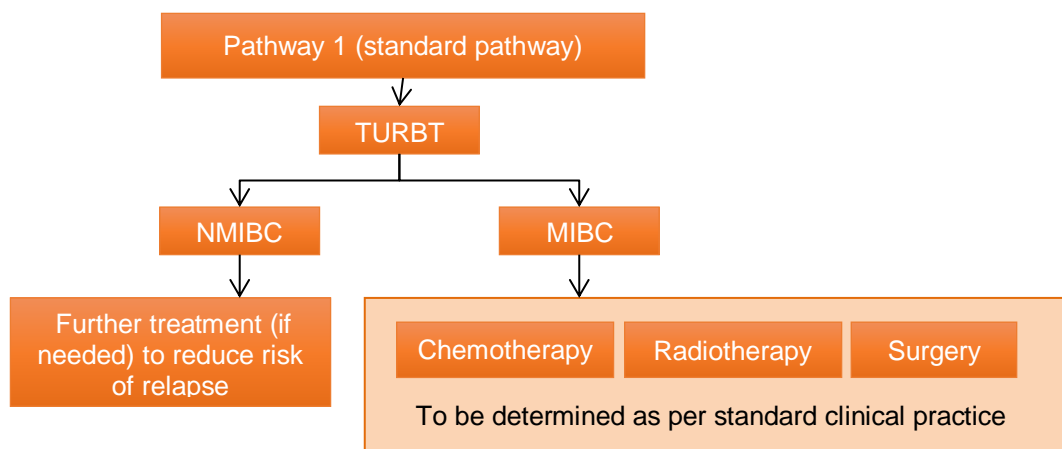 Pathway 1 (standard pathway)
TURBT
NMIBC
MIBC
Further treatment (if
needed) to reduce risk
of relapse
Chemotherapy
Radiotherapy
Surgery
To be determined as per standard clinical practice